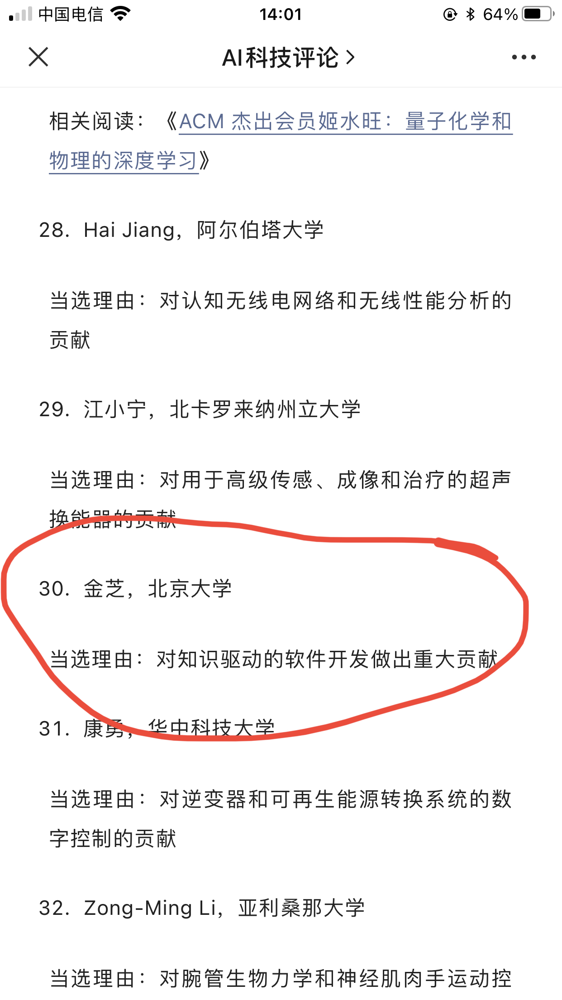 中国电信 14:01 64%
AI科技评论
相关阅读：《ACM 杰出会员姬水旺：量子化学和
物理的深度学习》
28. Hai Jiang，阿尔伯塔大学
当选理由：对认知无线电网络和无线性能分析的
贡献
29. 江小宁，北卡罗来纳州立大学
当选理由：对用于高级传感、成像和治疗的超声
换能器的贡献
30. 金芝，北京大学
当选理由：对知识驱动的软件开发做出重大贡献
31. 康勇，华中科技大学
当选理由：对逆变器和可再生能源转换系统的数
字控制的贡献
32. Zong-Ming Li，亚利桑那大学
当选理由：对腕管生物力学和神经肌肉手运动控